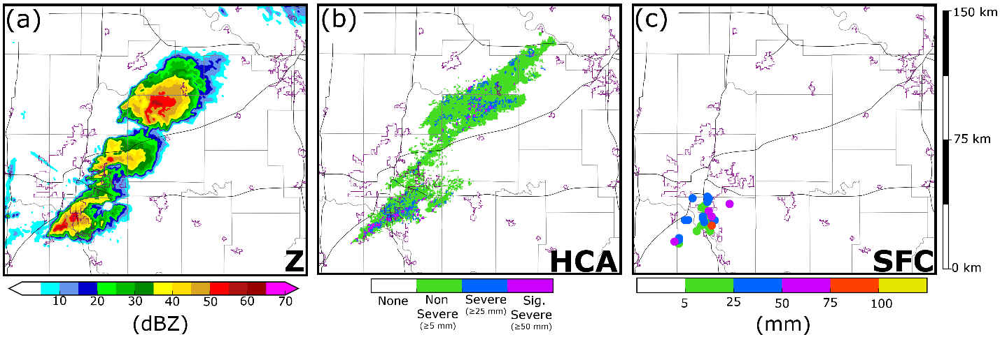 (a)
(b)
(c)
150 km
75 km
0 km
Z
HCA
SFC
10 20 30 40 50 60 70
(dBZ)
None
Non
Severe
(≥5 mm)
Severe
(≥25 mm)
Sig.
Severe
(≥50 mm)
5 25 50 75 100
(mm)